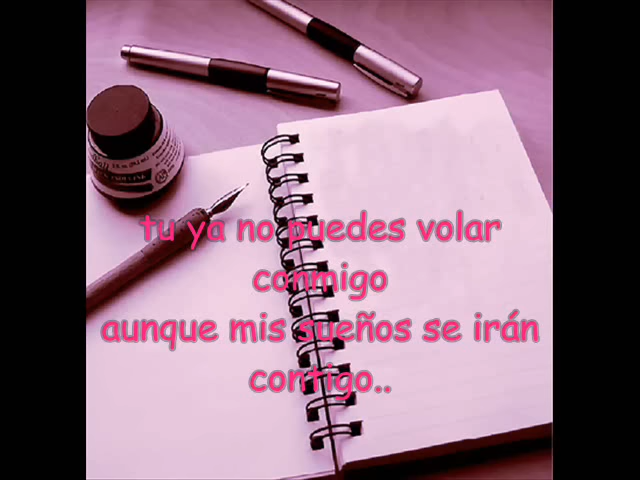 tu ya no puedes volar
conmigo
aunque mis sueños se irán
contigo..